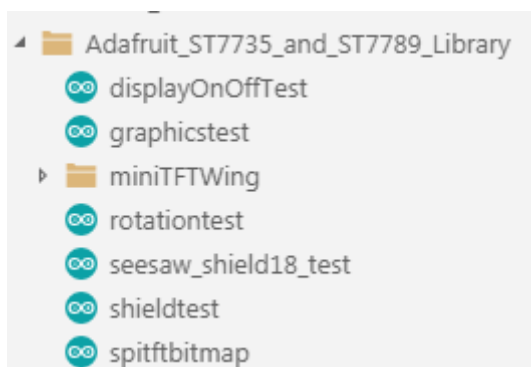 Adafruit_ST7735_and_ST7789_Library
displayOnOffTest
graphicstest
miniTFTWing
rotationtest
seesaw_shield18_test
shieldtest
spitftbitmap